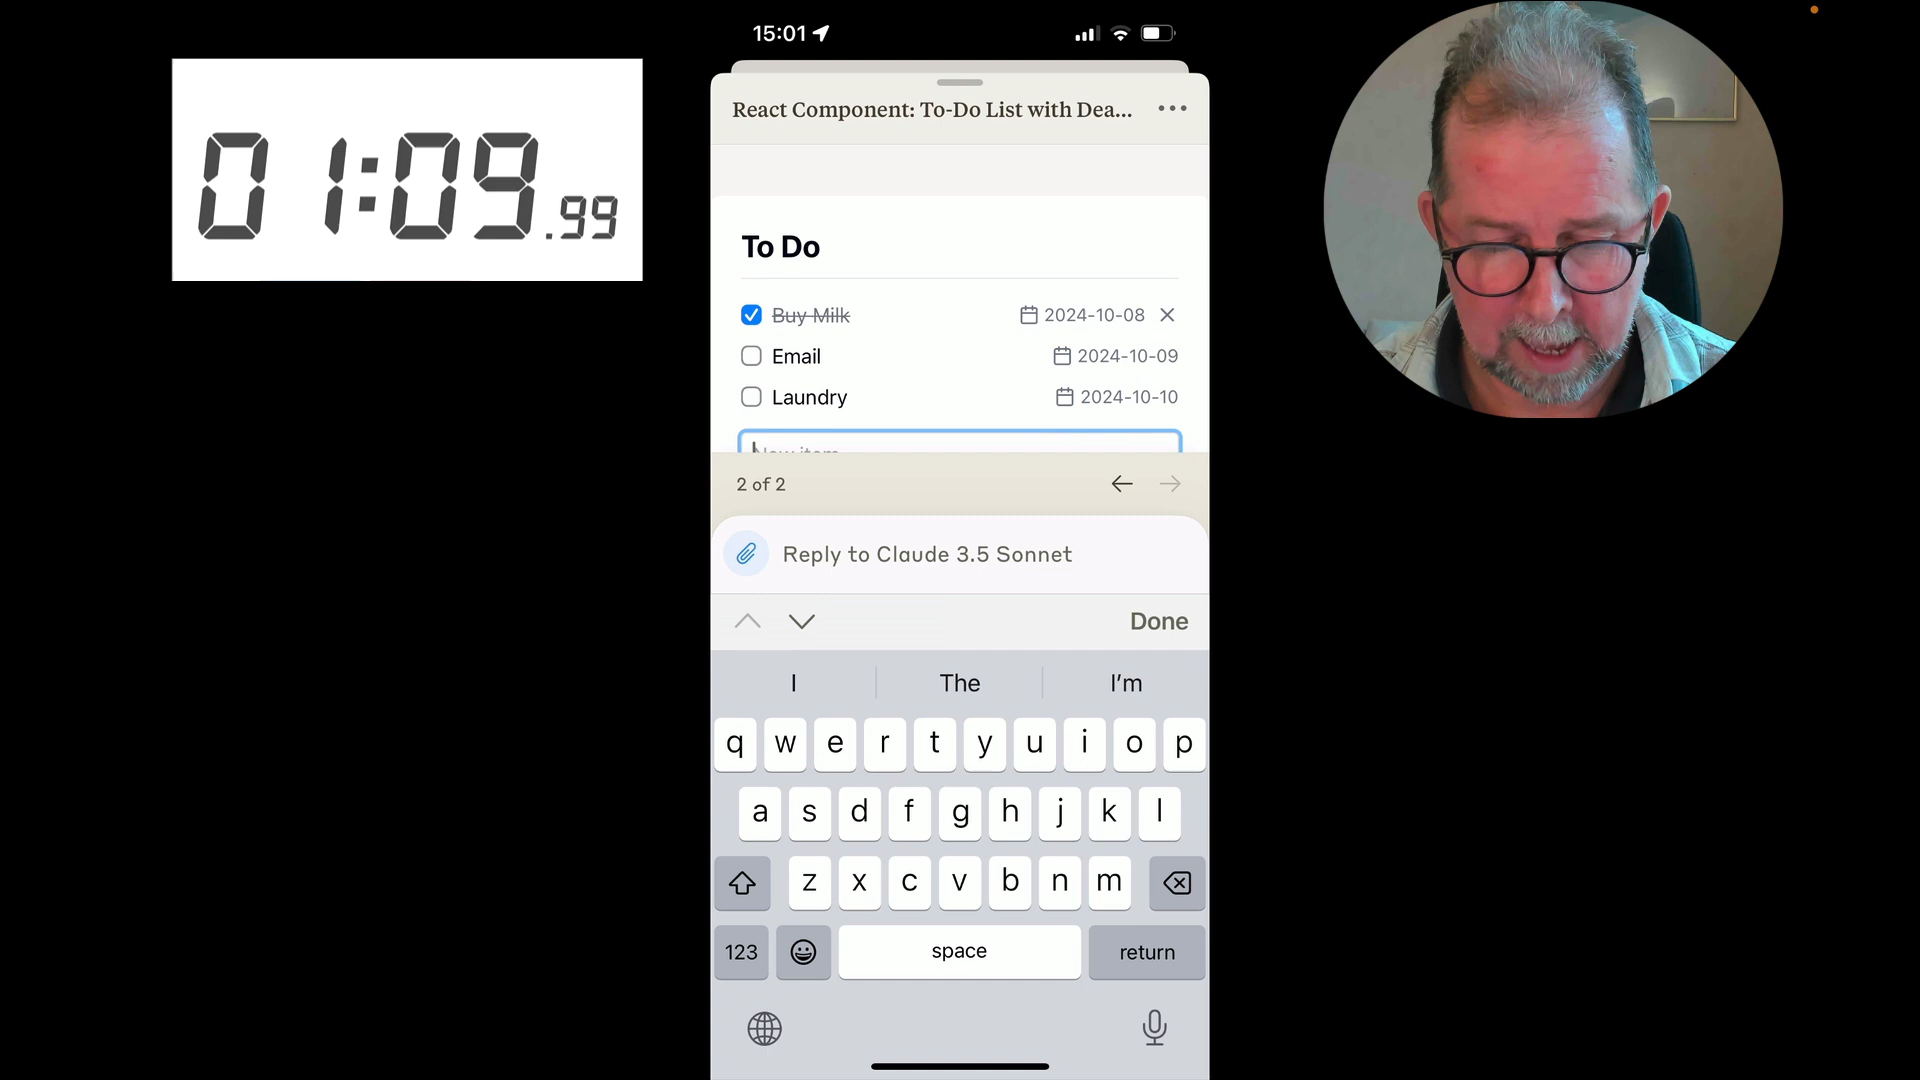 01:09.99
15:01
React Component: To-Do List with Dea...
To Do
Buy Milk 2024-10-08
Email 2024-10-09
Laundry 2024-10-10
New item
2 of 2
Reply to Claude 3.5 Sonnet
Done
I The I'm
q w e r t y u i o p
a s d f g h j k l
z x c v b n m
123 space return